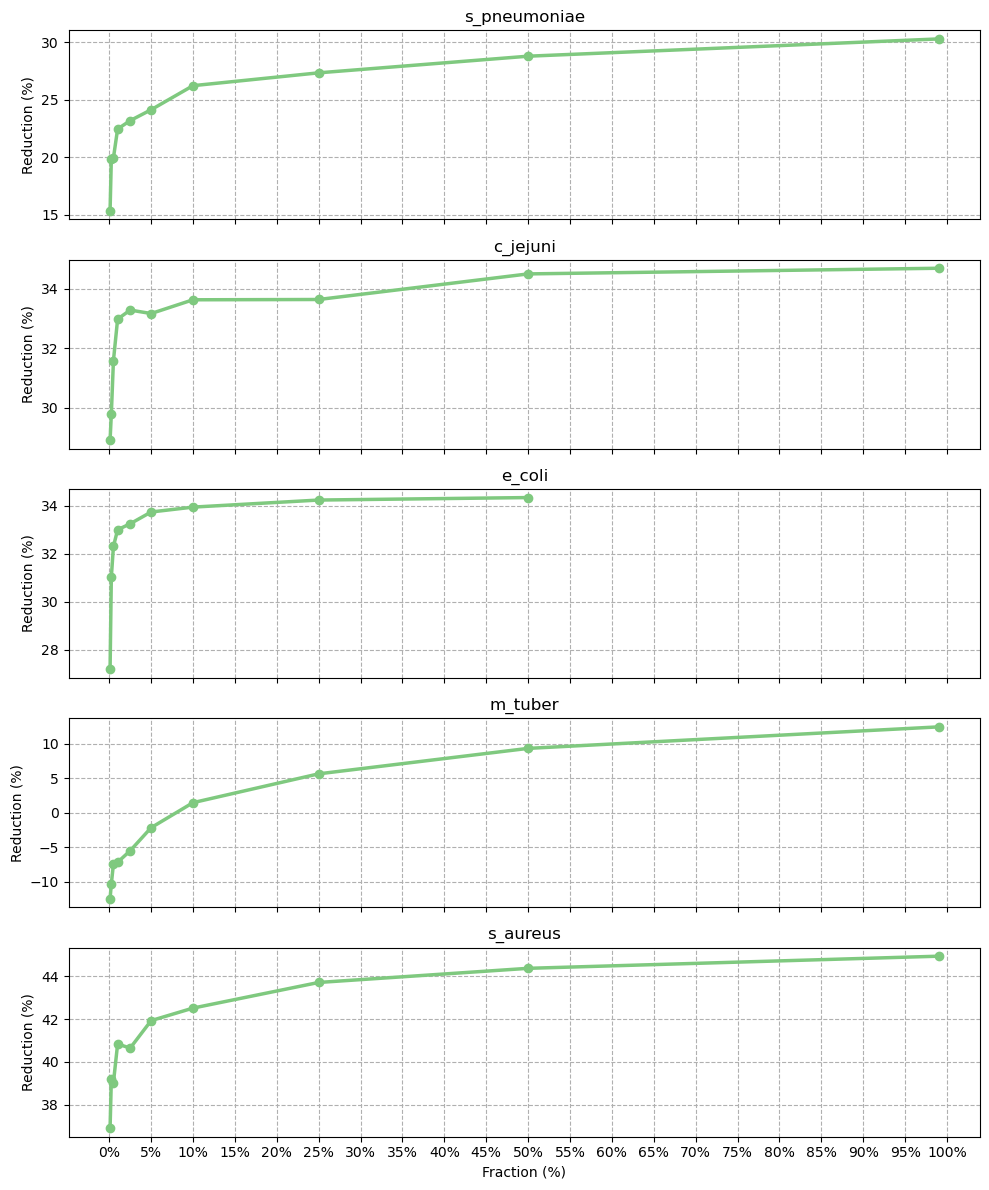 s_pneumoniae
Reduction (%)
30
25
20
15
c_jejuni
Reduction (%)
34
32
30
e_coli
Reduction (%)
34
32
30
28
m_tuber
Reduction (%)
10
5
0
−5
−10
s_aureus
Reduction (%)
44
42
40
38
0% 5% 10% 15% 20% 25% 30% 35% 40% 45% 50% 55% 60% 65% 70% 75% 80% 85% 90% 95% 100%
Fraction (%)